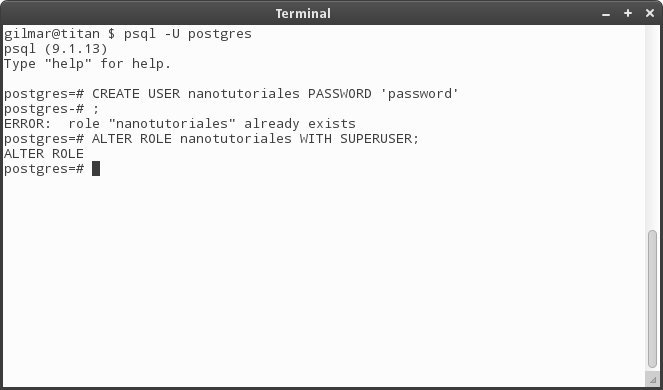 Terminal
gilmar@titan $ psql -U postgres
psql (9.1.13)
Type "help" for help.
postgres=# CREATE USER nanotutoriales PASSWORD 'password'
postgres-# ;
ERROR:  role "nanotutoriales" already exists
postgres=# ALTER ROLE nanotutoriales WITH SUPERUSER;
ALTER ROLE
postgres=#